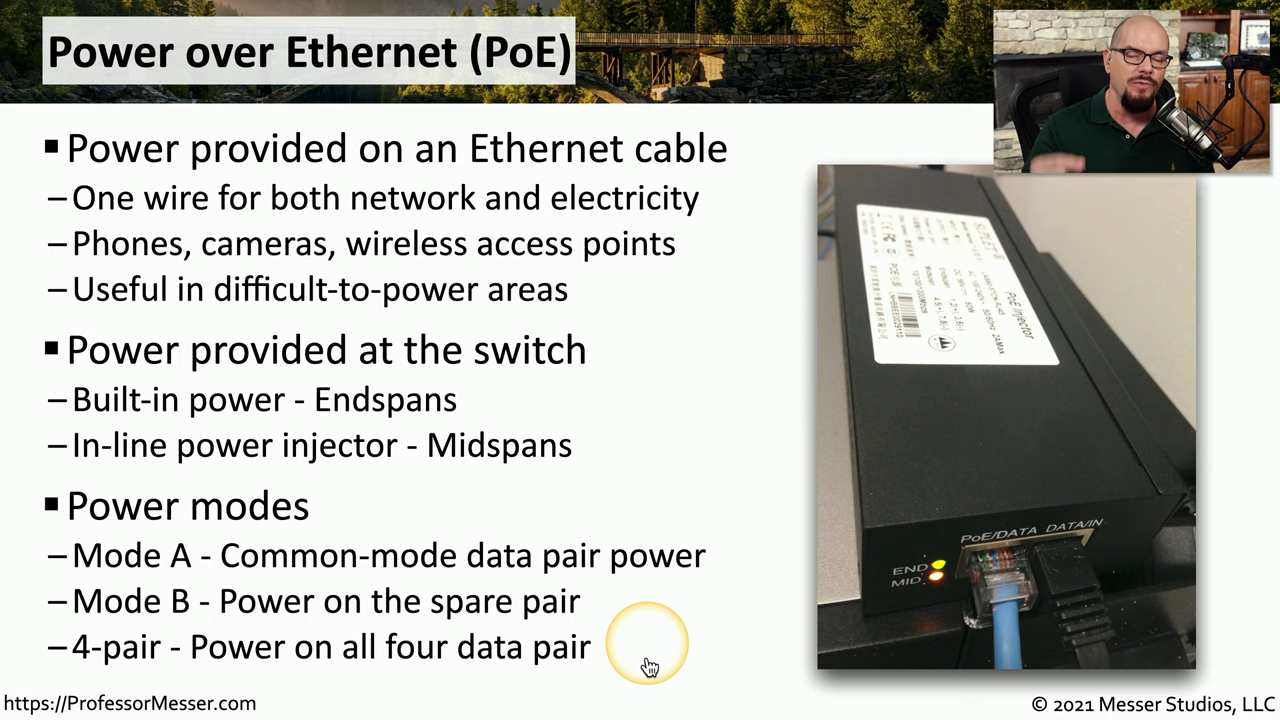 Power over Ethernet (PoE)
▪ Power provided on an Ethernet cable
– One wire for both network and electricity
– Phones, cameras, wireless access points
– Useful in difficult-to-power areas
▪ Power provided at the switch
– Built-in power - Endspans
– In-line power injector - Midspans
▪ Power modes
– Mode A - Common-mode data pair power
– Mode B - Power on the spare pair
– 4-pair - Power on all four data pair
PoE Injector
PoE/DATA DATA/IN
END
MID
https://ProfessorMesser.com
© 2021 Messer Studios, LLC